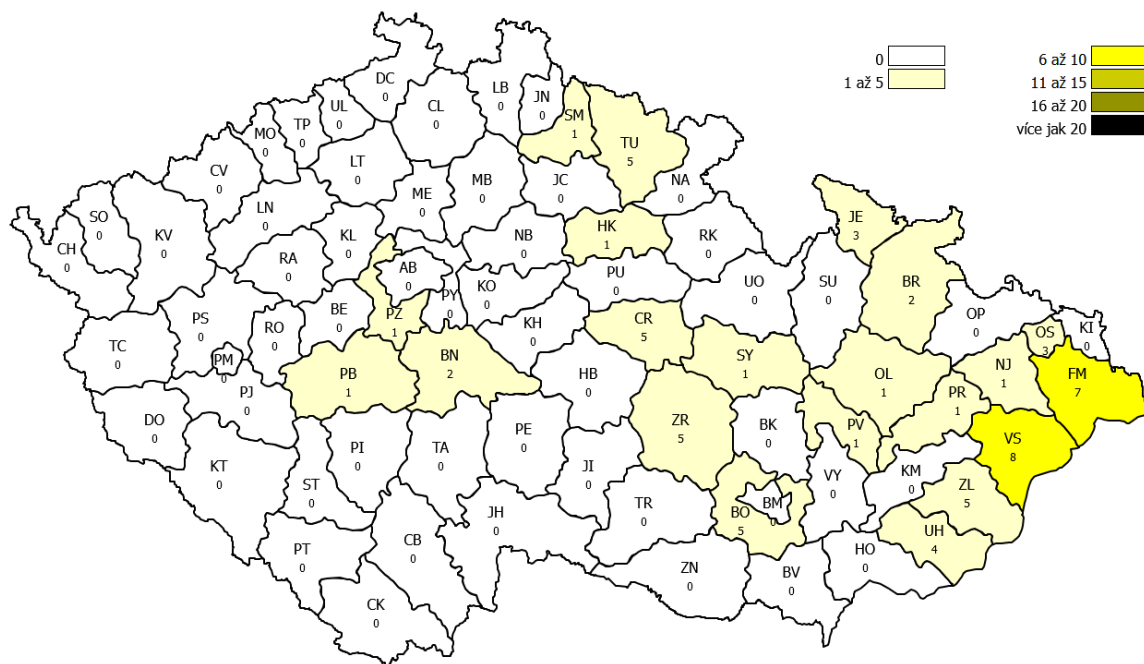 0
1 až 5
6 až 10
11 až 15
16 až 20
více jak 20
DC
0
LB
0
JN
0
UL
0
CL
0
SM
1
TP
0
MO
0
TU
5
LT
0
CV
0
MB
0
JC
0
NA
0
ME
0
SO
0
LN
0
JE
3
KV
0
KL
0
NB
0
HK
1
RK
0
CH
0
RA
0
AB
0
PU
0
BR
2
KO
0
PY
0
UO
0
SU
0
PS
0
RO
0
BE
0
PZ
1
KH
0
CR
5
OP
0
KI
0
OS
3
TC
0
PM
0
BN
2
SY
1
NJ
1
FM
7
PB
1
HB
0
OL
1
PR
1
PJ
0
DO
0
PE
0
ZR
5
BK
0
PV
1
VS
8
PI
0
TA
0
KT
0
JI
0
VY
0
KM
0
ST
0
ZL
5
TR
0
BO
5
BM
0
JH
0
UH
4
CB
0
PT
0
HO
0
ZN
0
BV
0
CK
0